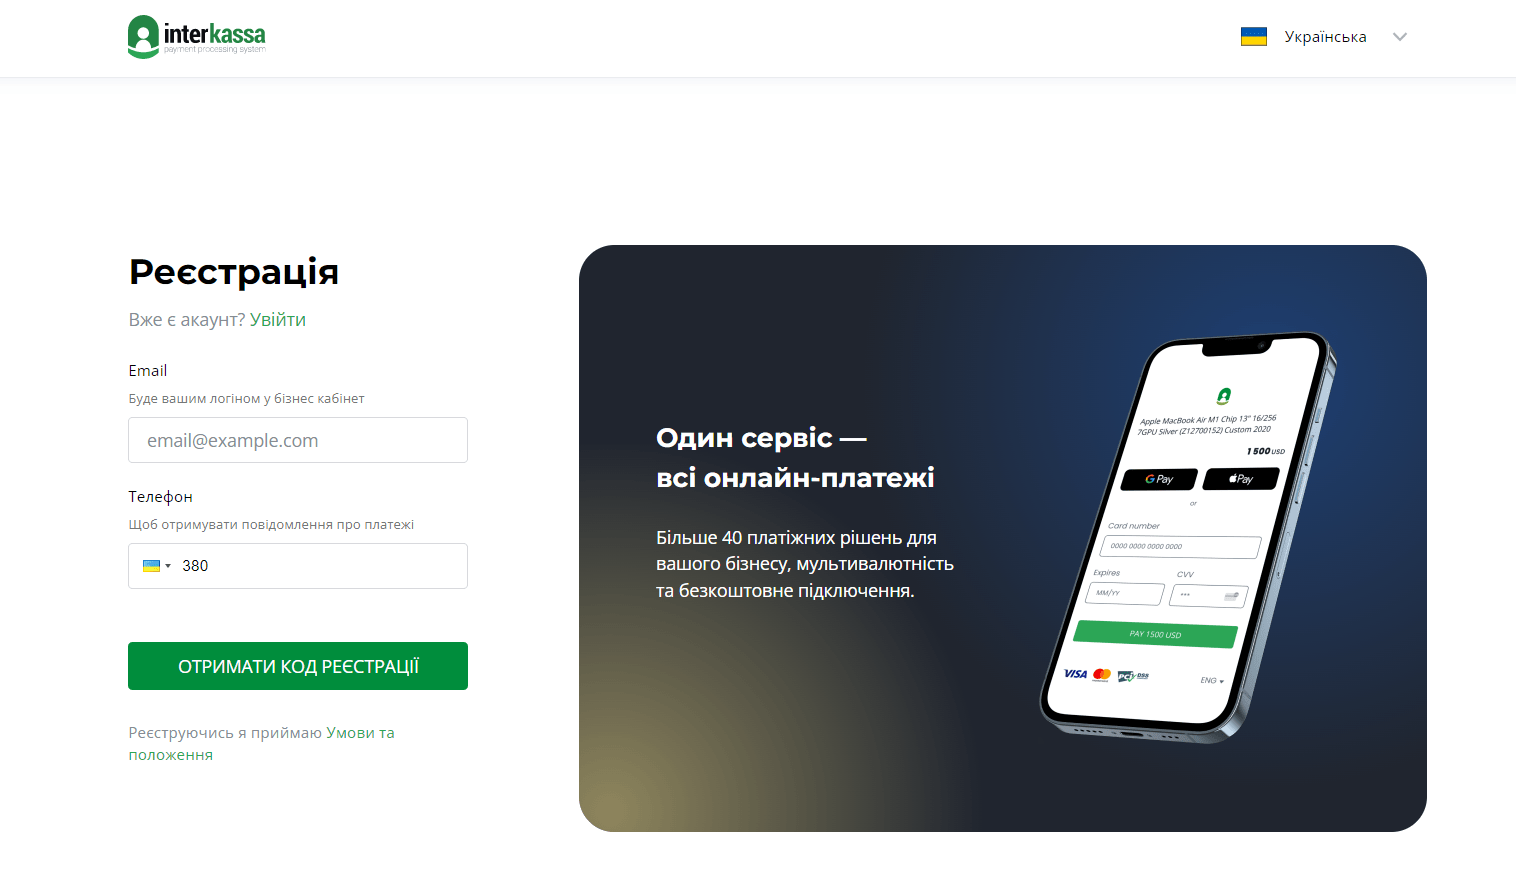 interkassa
payment processing system
Українська
Реєстрація
Вже є акаунт? Увійти
Email
Буде вашим логіном у бізнес кабінет
email@example.com
Телефон
Щоб отримувати повідомлення про платежі
380
ОТРИМАТИ КОД РЕЄСТРАЦІЇ
Реєструючись я приймаю Умови та
положення
Один сервіс —
всі онлайн-платежі
Більше 40 платіжних рішень для
вашого бізнесу, мультивалютність
та безкоштовне підключення.
Apple MacBook Air M1 Chip 13" 16/256
7GPU Silver (Z12700152) Custom 2020
1 500 USD
G Pay
Pay
or
Card number
0000 0000 0000 0000
Expires
CVV
MM/YY
***
PAY 1500 USD
VISA
PCI DSS
ENG